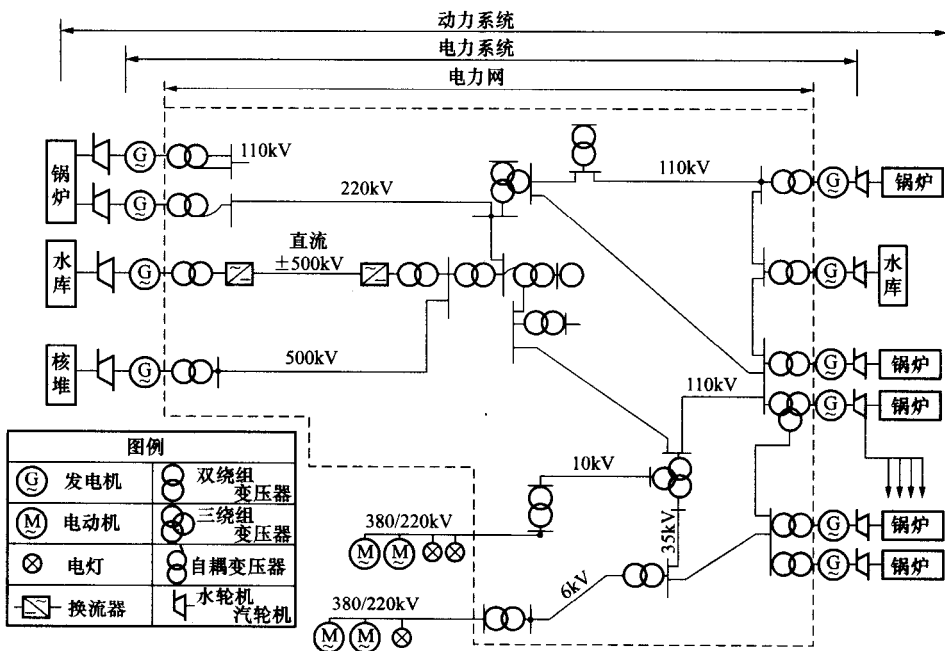 动力系统
电力系统
电力网
锅炉
G
110kV
G
220kV
110kV
G
锅炉
水库
G
直流
±500kV
G
水库
核堆
G
500kV
G
锅炉
110kV
G
锅炉
图例
G
发电机
双绕组
变压器
M
电动机
三绕组
变压器
电灯
自耦变压器
换流器
水轮机
汽轮机
10kV
380/220kV
M
M
35kV
G
锅炉
G
锅炉
6kV
380/220kV
M
M